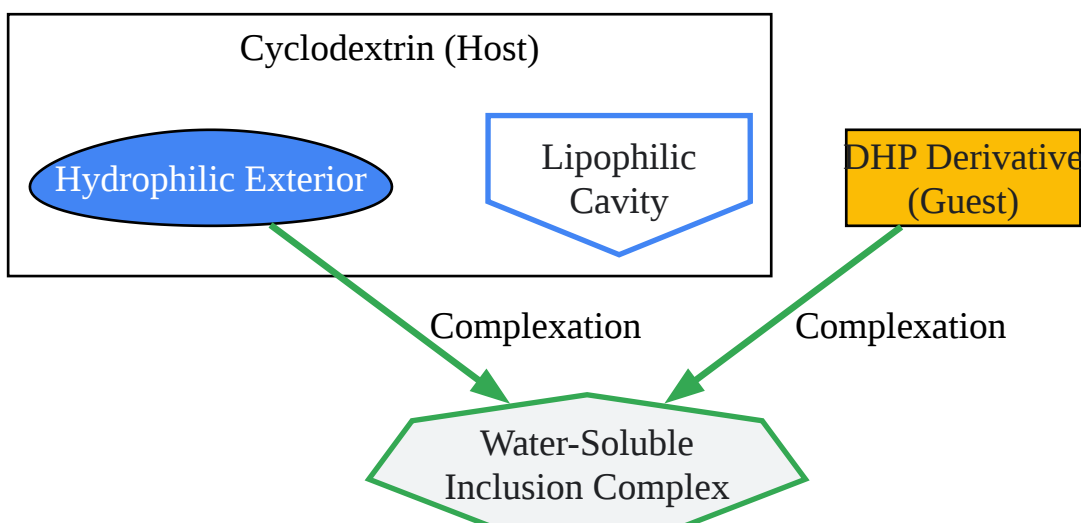 Cyclodextrin (Host)
Hydrophilic Exterior
Lipophilic
Cavity
DHP Derivative
(Guest)
Complexation
Complexation
Water-Soluble
Inclusion Complex